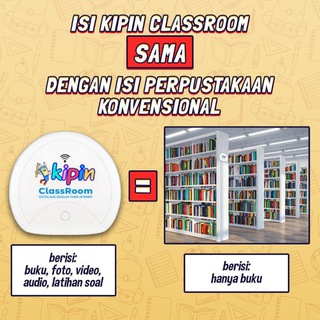 ISI KIPIN CLASSROOM
SAMA
DENGAN ISI PERPUSTAKAAN
KONVENSIONAL
kipin
ClassRoom
=
berisi:
buku, foto, video,
audio, latihan soal
berisi:
hanya buku